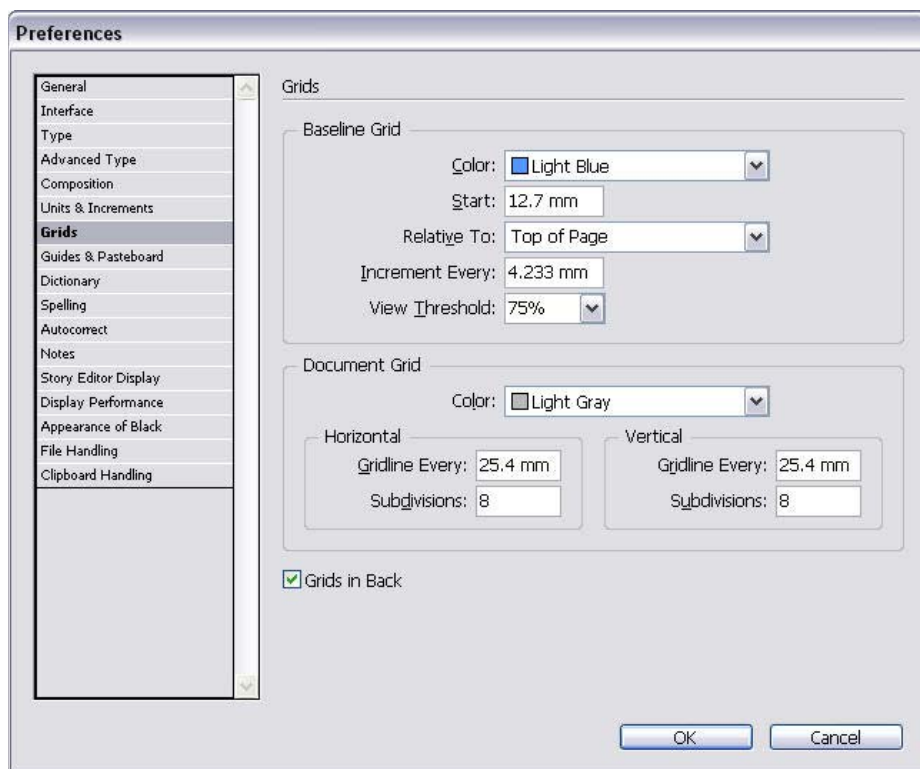 Preferences
General
Interface
Type
Advanced Type
Composition
Units & Increments
Grids
Guides & Pasteboard
Dictionary
Spelling
Autocorrect
Notes
Story Editor Display
Display Performance
Appearance of Black
File Handling
Clipboard Handling
Grids
Baseline Grid
Color: Light Blue
Start: 12.7 mm
Relative To: Top of Page
Increment Every: 4.233 mm
View Threshold: 75%
Document Grid
Color: Light Gray
Horizontal
Gridline Every: 25.4 mm
Subdivisions: 8
Vertical
Gridline Every: 25.4 mm
Subdivisions: 8
Grids in Back
OK Cancel